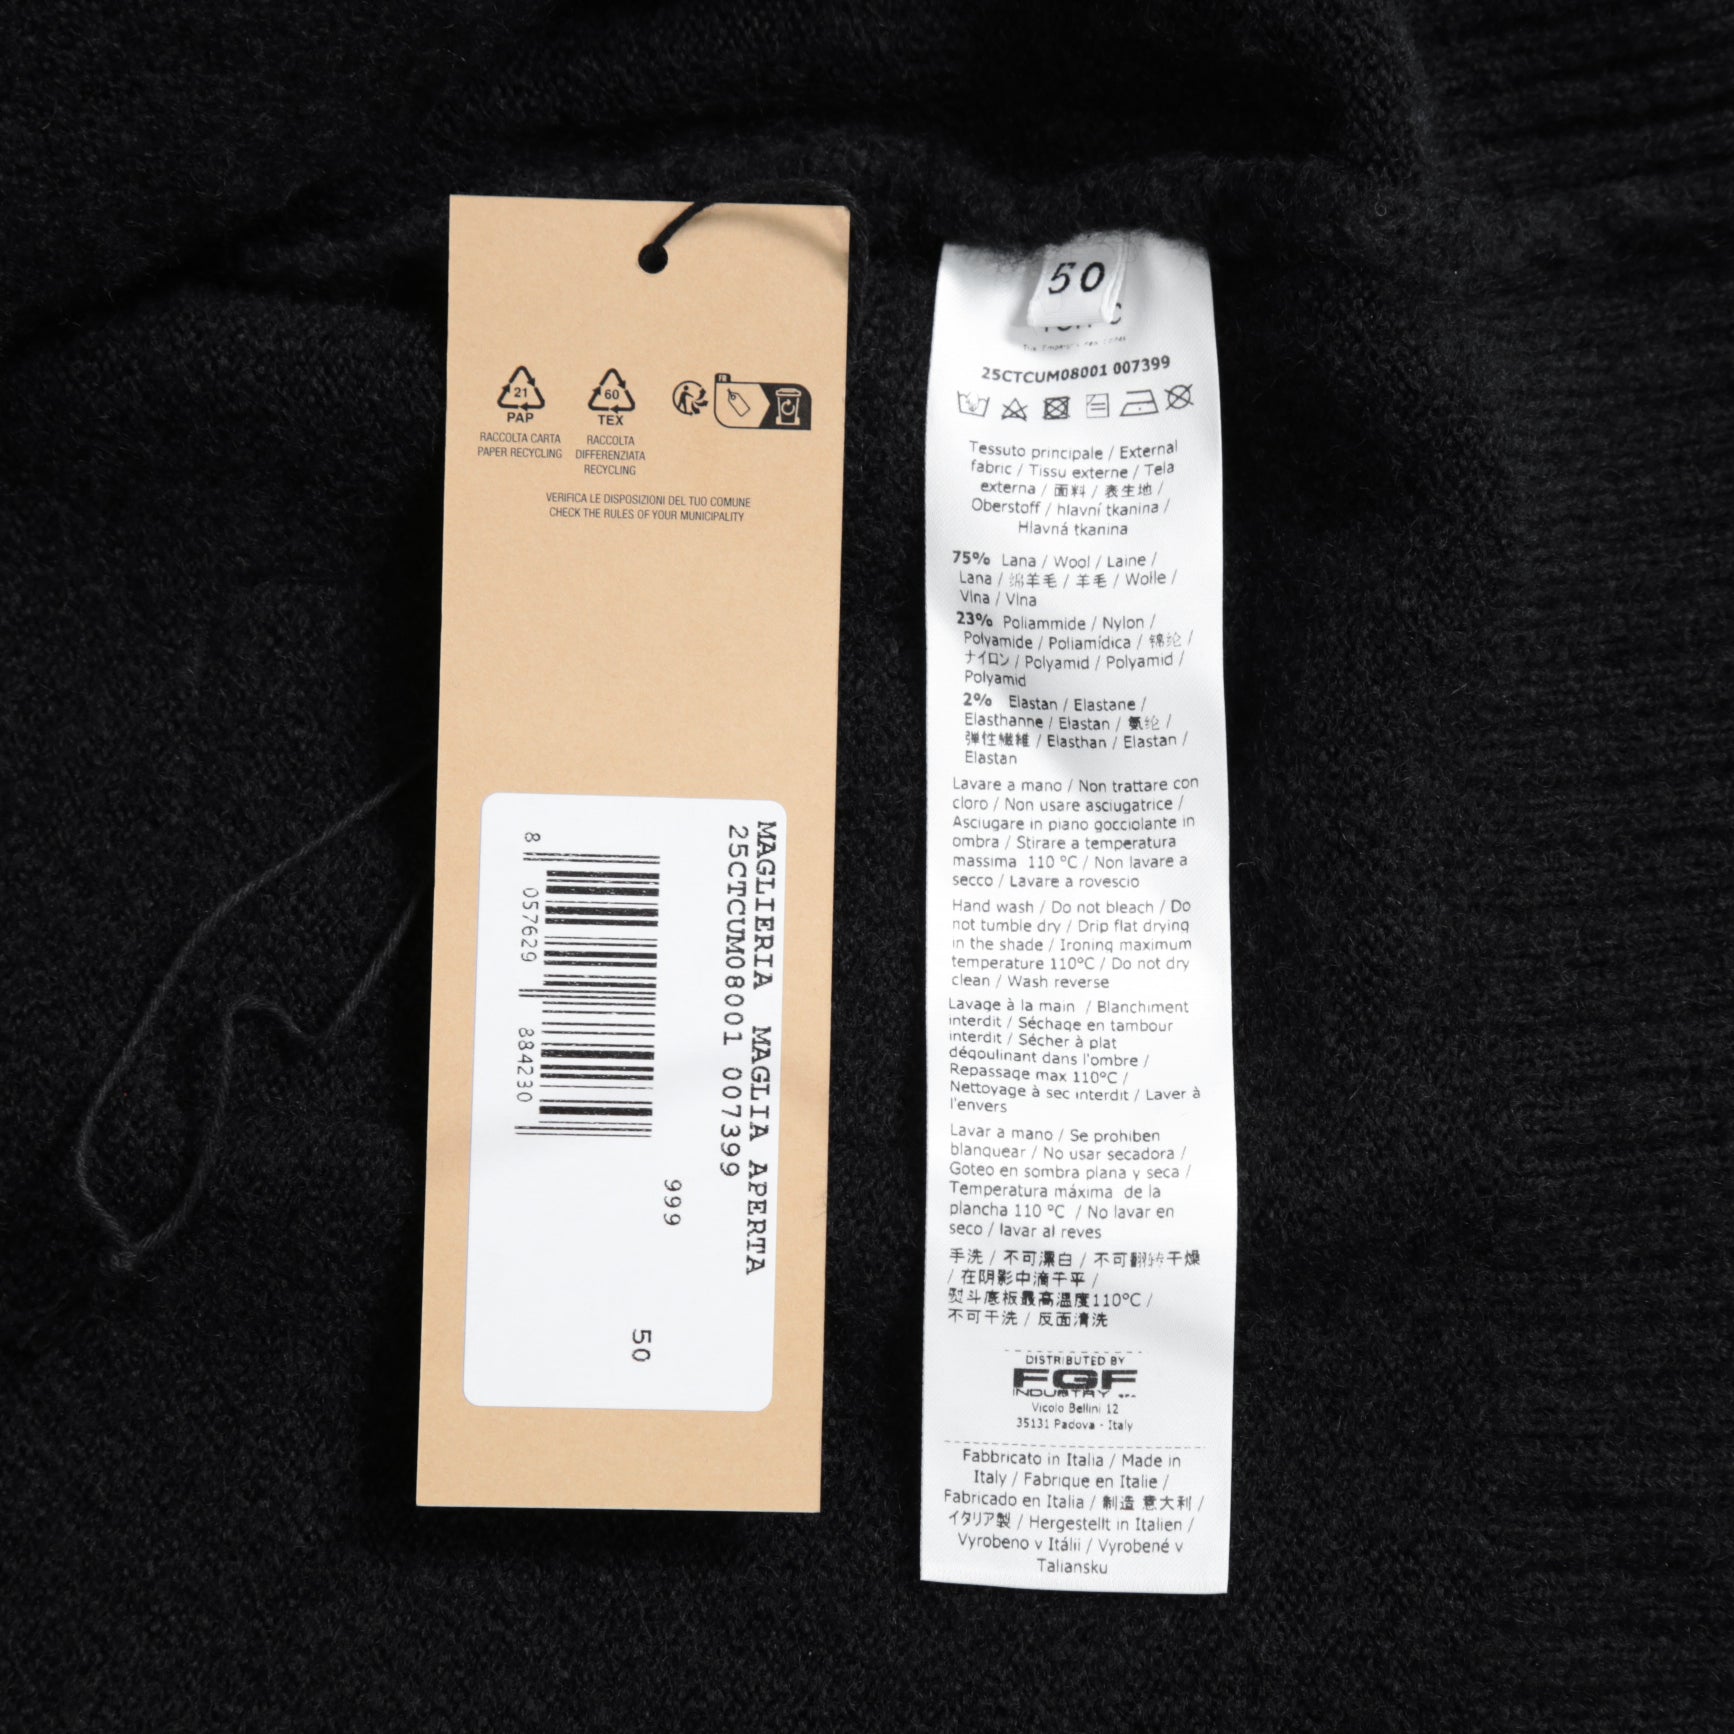 21
PAP
RACCOLTA CARTA
PAPER RECYCLING
60
TEX
RACCOLTA
DIFFERENZIATA
RECYCLING
FR
VERIFICA LE DISPOSIZIONI DEL TUO COMUNE
CHECK THE RULES OF YOUR MUNICIPALITY
MAGLIERIA MAGLIA APERTA
25CTCUM08001 007399
999
50
8 057629 884230
50
25CTCUM08001 007399
Tessuto principale / External
fabric / Tissu externe / Tela
externa / 面料 / 表生地 /
Oberstoff / hlavní tkanina /
Hlavná tkanina
75% Lana / Wool / Laine /
Lana / 绵羊毛 / 羊毛 / Wolle /
Vlna / Vlna
23% Poliammide / Nylon /
Polyamide / Poliamídica / 锦纶 /
ナイロン / Polyamid / Polyamid /
Polyamid
2% Elastan / Elastane /
Elasthanne / Elastan / 氨纶 /
弾性繊維 / Elasthan / Elastan /
Elastan
Lavare a mano / Non trattare con
cloro / Non usare asciugatrice /
Asciugare in piano gocciolante in
ombra / Stirare a temperatura
massima 110 °C / Non lavare a
secco / Lavare a rovescio
Hand wash / Do not bleach / Do
not tumble dry / Drip flat drying
in the shade / Ironing maximum
temperature 110°C / Do not dry
clean / Wash reverse
Lavage à la main / Blanchiment
interdit / Séchage en tambour
interdit / Sécher à plat
dégoulinant dans l'ombre /
Repassage max 110°C /
Nettoyage à sec interdit / Laver à
l'envers
Lavar a mano / Se prohiben
blanquear / No usar secadora /
Goteo en sombra plana y seca /
Temperatura máxima de la
plancha 110 °C / No lavar en
seco / lavar al reves
手洗 / 不可漂白 / 不可翻转干燥
/ 在阴影中滴干平 /
熨斗底板最高温度110°C /
不可干洗 / 反面清洗
DISTRIBUTED BY
FGF
INDUSTRY
Vicolo Bellini 12
35131 Padova - Italy
Fabbricato in Italia / Made in
Italy / Fabrique en Italie /
Fabricado en Italia / 制造 意大利 /
イタリア製 / Hergestellt in Italien /
Vyrobeno v Itálii / Vyrobené v
Taliansku